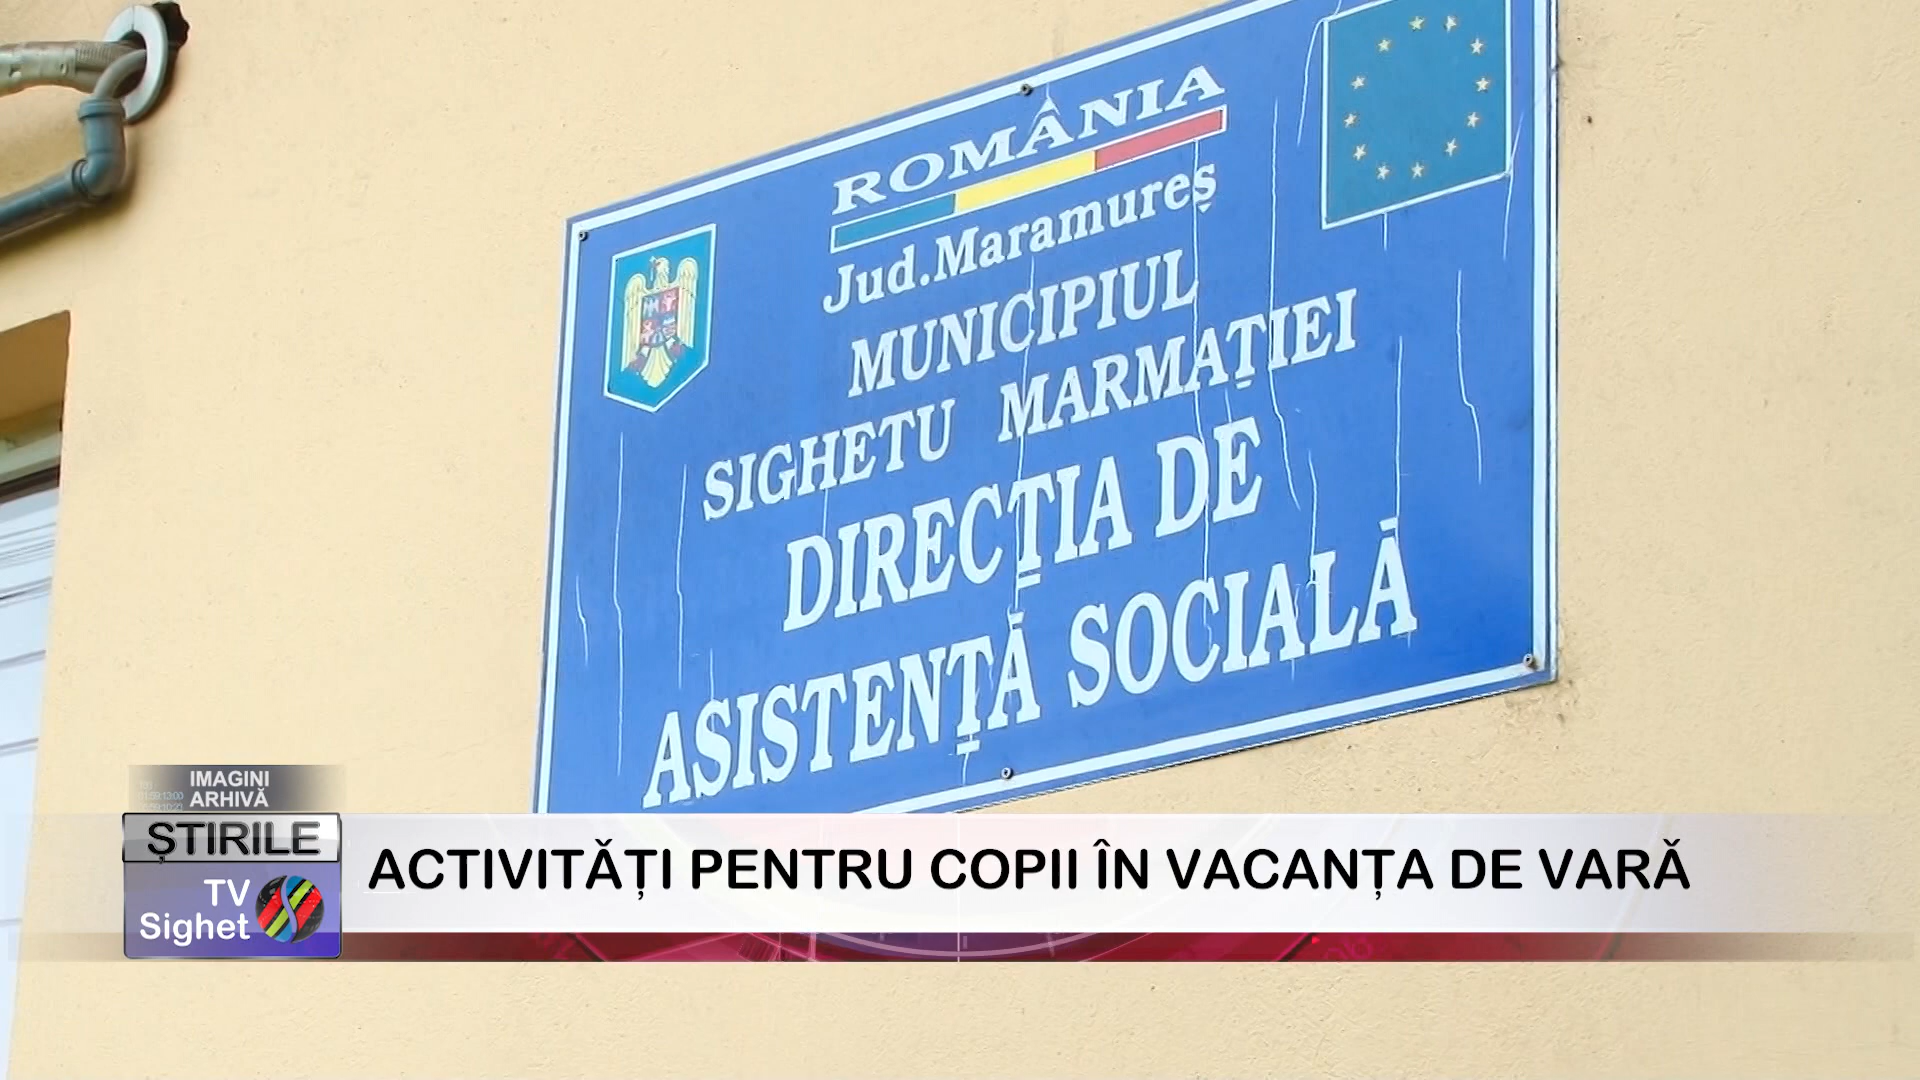 ROMÂNIA
Jud.Maramureș
MUNICIPIUL
SIGHETU MARMAȚIEI
DIRECȚIA DE
ASISTENȚĂ SOCIALĂ
IMAGINI
ARHIVĂ
ȘTIRILE
TV
Sighet
ACTIVITĂȚI PENTRU COPII ÎN VACANȚA DE VARĂ